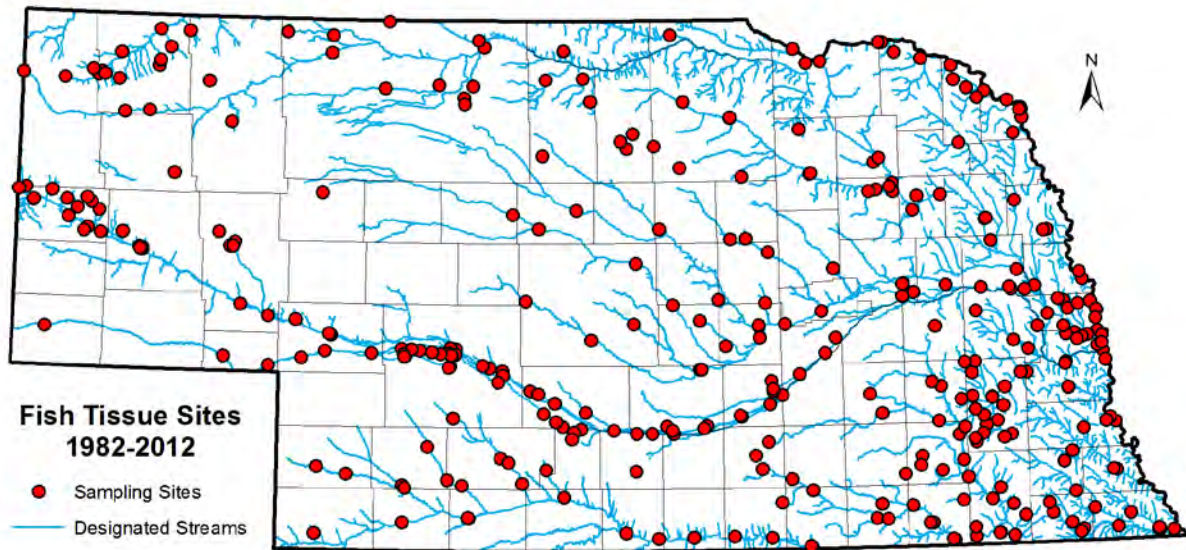 N
Fish Tissue Sites
1982-2012
Sampling Sites
Designated Streams